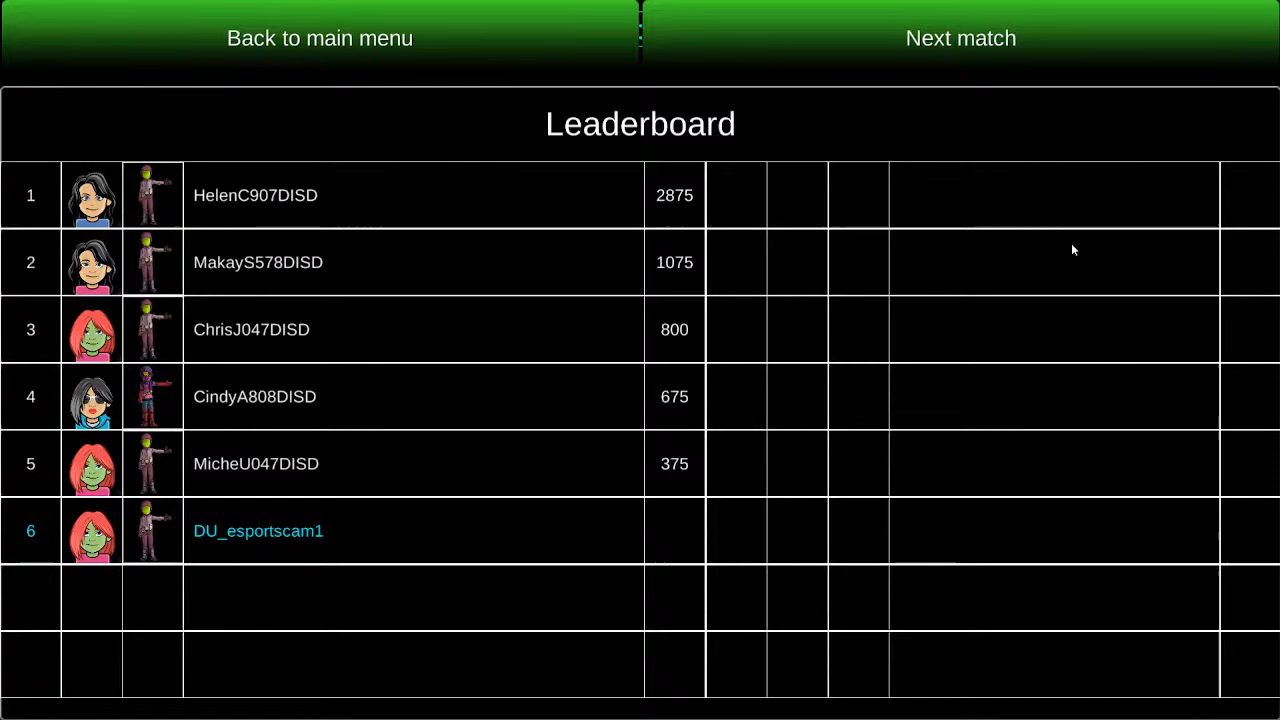 Back to main menu
Next match
Leaderboard
1 HelenC907DISD 2875
2 MakayS578DISD 1075
3 ChrisJ047DISD 800
4 CindyA808DISD 675
5 MicheU047DISD 375
6 DU_esportscam1